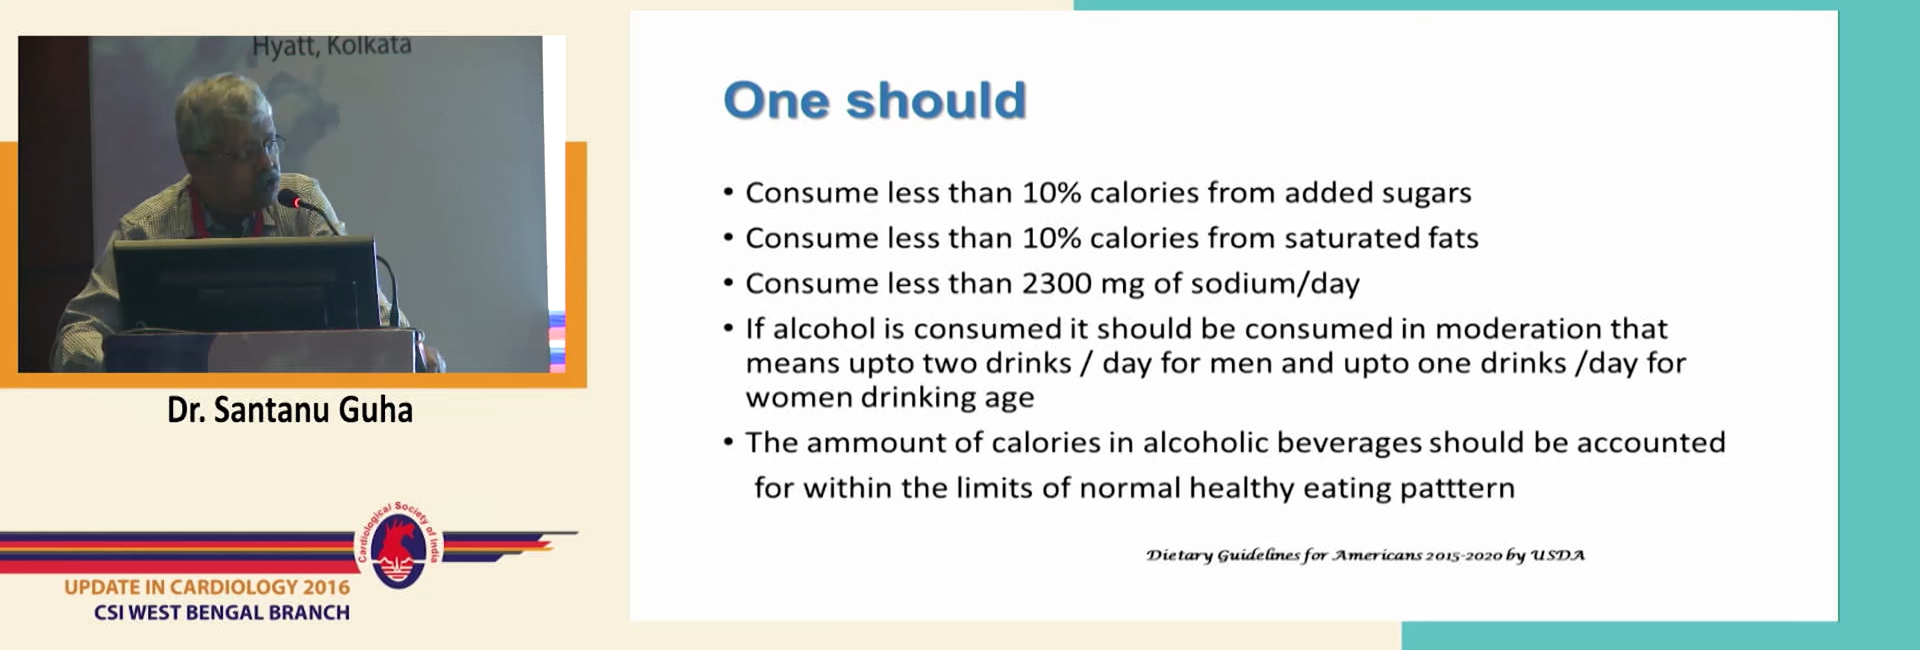 Hyatt, Kolkata
Dr. Santanu Guha
Cardiological Society of India
UPDATE IN CARDIOLOGY 2016
CSI WEST BENGAL BRANCH
One should
• Consume less than 10% calories from added sugars
• Consume less than 10% calories from saturated fats
• Consume less than 2300 mg of sodium/day
• If alcohol is consumed it should be consumed in moderation that
means upto two drinks / day for men and upto one drinks /day for
women drinking age
• The ammount of calories in alcoholic beverages should be accounted
for within the limits of normal healthy eating patttern
Dietary Guidelines for Americans 2015-2020 by USDA